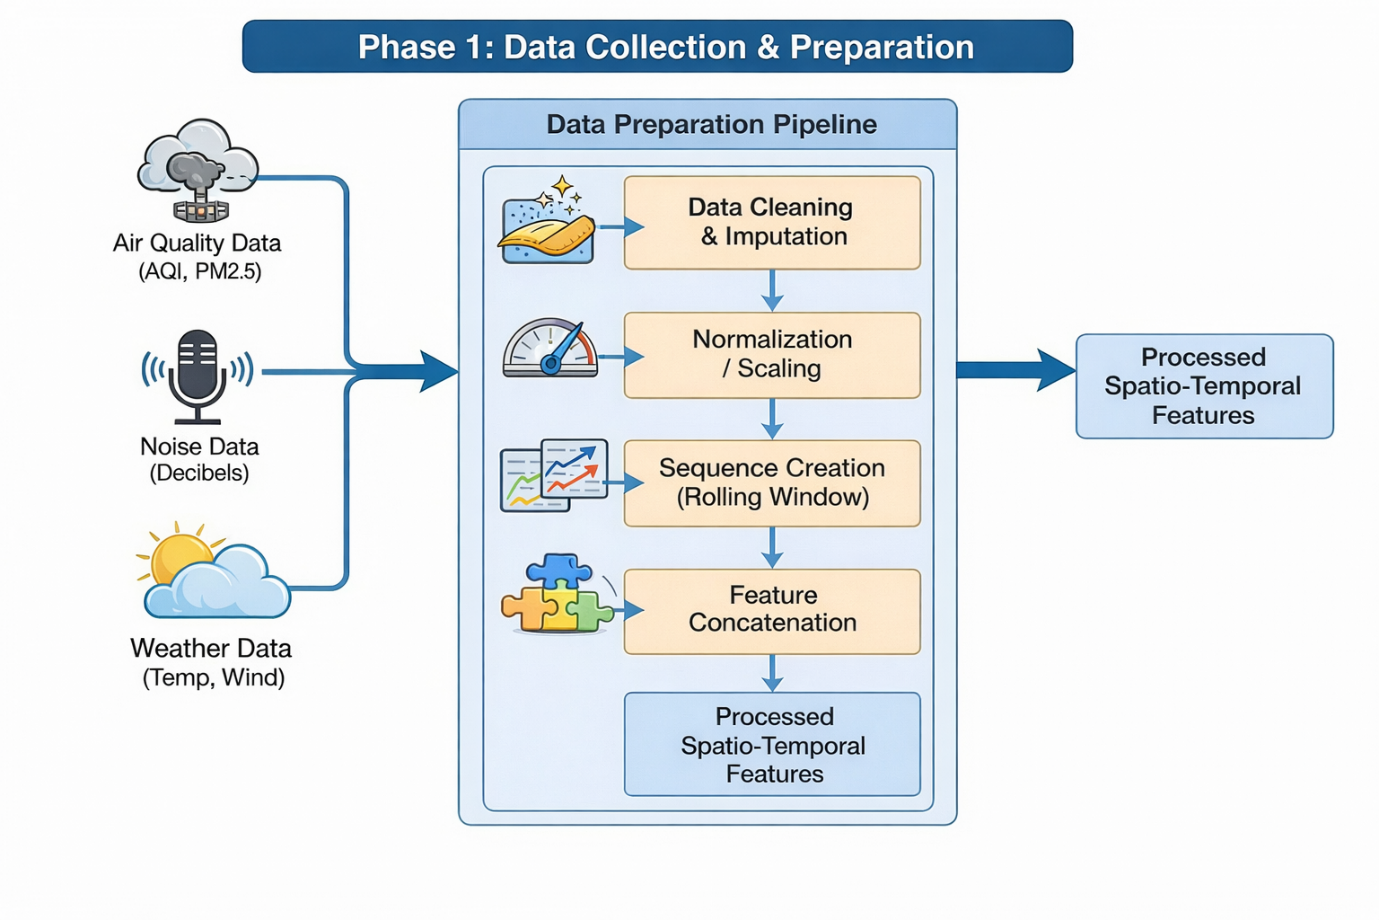 Phase 1: Data Collection & Preparation
Air Quality Data
(AQI, PM2.5)
Noise Data
(Decibels)
Weather Data
(Temp, Wind)
Data Preparation Pipeline
Data Cleaning
& Imputation
Normalization
/ Scaling
Sequence Creation
(Rolling Window)
Feature
Concatenation
Processed
Spatio-Temporal
Features
Processed
Spatio-Temporal
Features